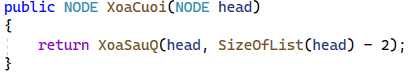 public NODE XoaCuoi(NODE head)
{
return XoaSauQ(head, SizeOfList(head) - 2);
}